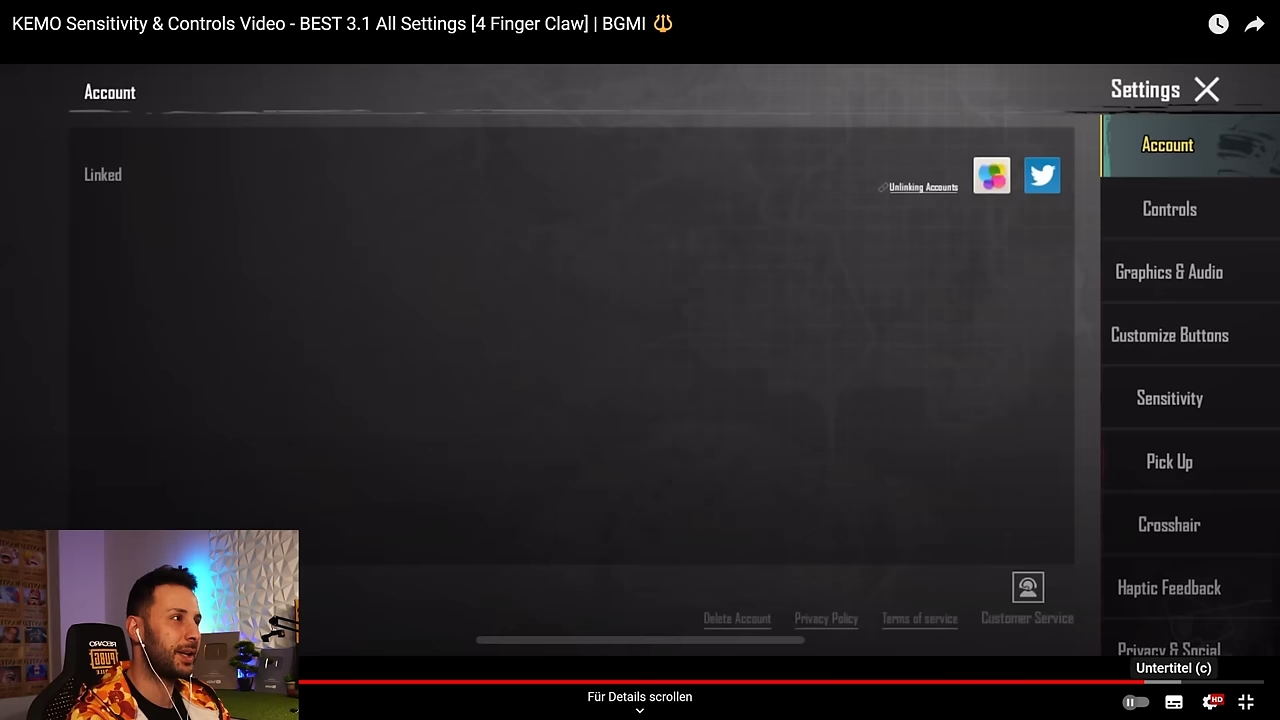 KEMO Sensitivity & Controls Video - BEST 3.1 All Settings [4 Finger Claw] | BGMI
Account
Settings
Account
Linked
Unlinking Accounts
Controls
Graphics & Audio
Customize Buttons
Sensitivity
Pick Up
Crosshair
Haptic Feedback
Delete Account
Privacy Policy
Terms of service
Customer Service
Privacy & Social
Untertitel (c)
Für Details scrollen
HD